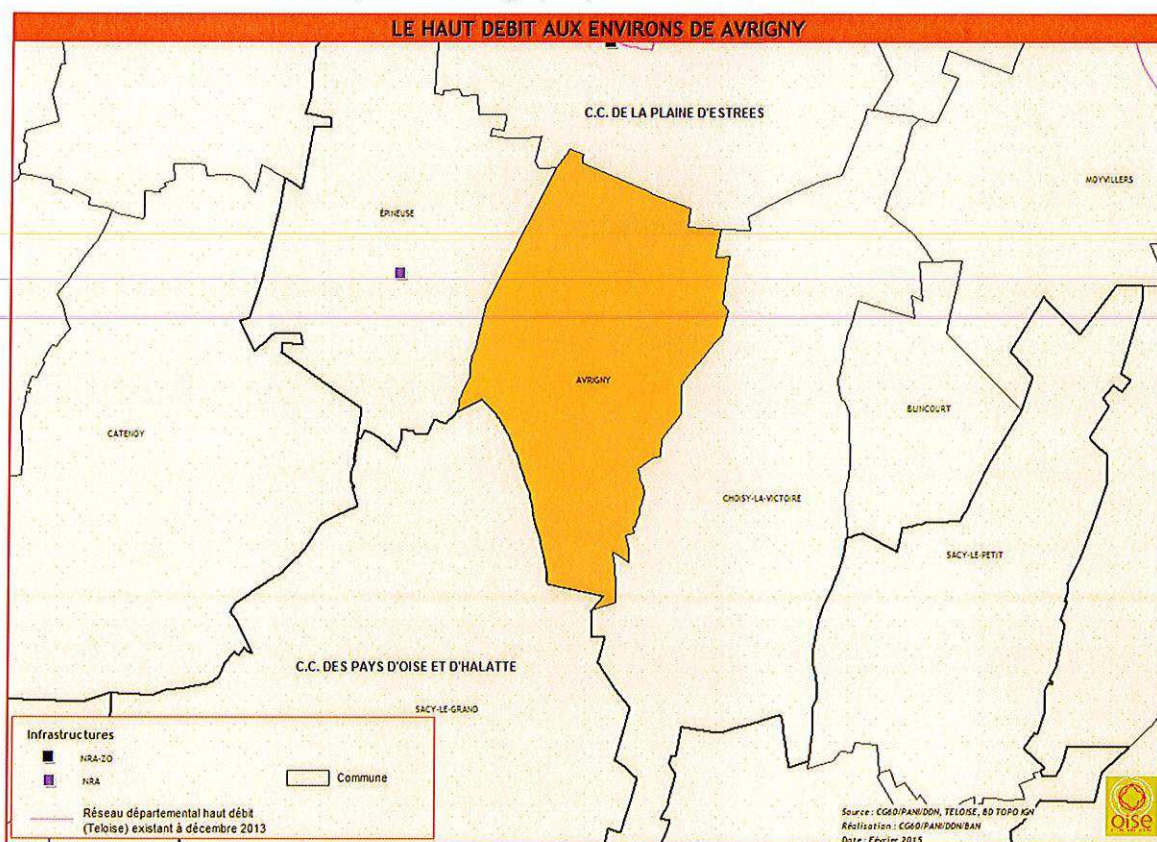 LE HAUT DEBIT AUX ENVIRONS DE AVRIGNY
C.C. DE LA PLAINE D'ESTREES
MOYVILLERS
ÉPINEUSE
AVRIGNY
BLINCOURT
CATENOY
CHOISY-LA-VICTOIRE
SACY-LE-PETIT
C.C. DES PAYS D'OISE ET D'HALATTE
SACY-LE-GRAND
Infrastructures
NRA-ZO
NRA
Commune
Réseau départemental haut débit
(Teloise) existant à décembre 2013
Source : CG60/PANI/DDN, TELOISE, BD TOPO IGN
Réalisation : CG60/PANI/DDN/BAN
Date : Février 2015
oise